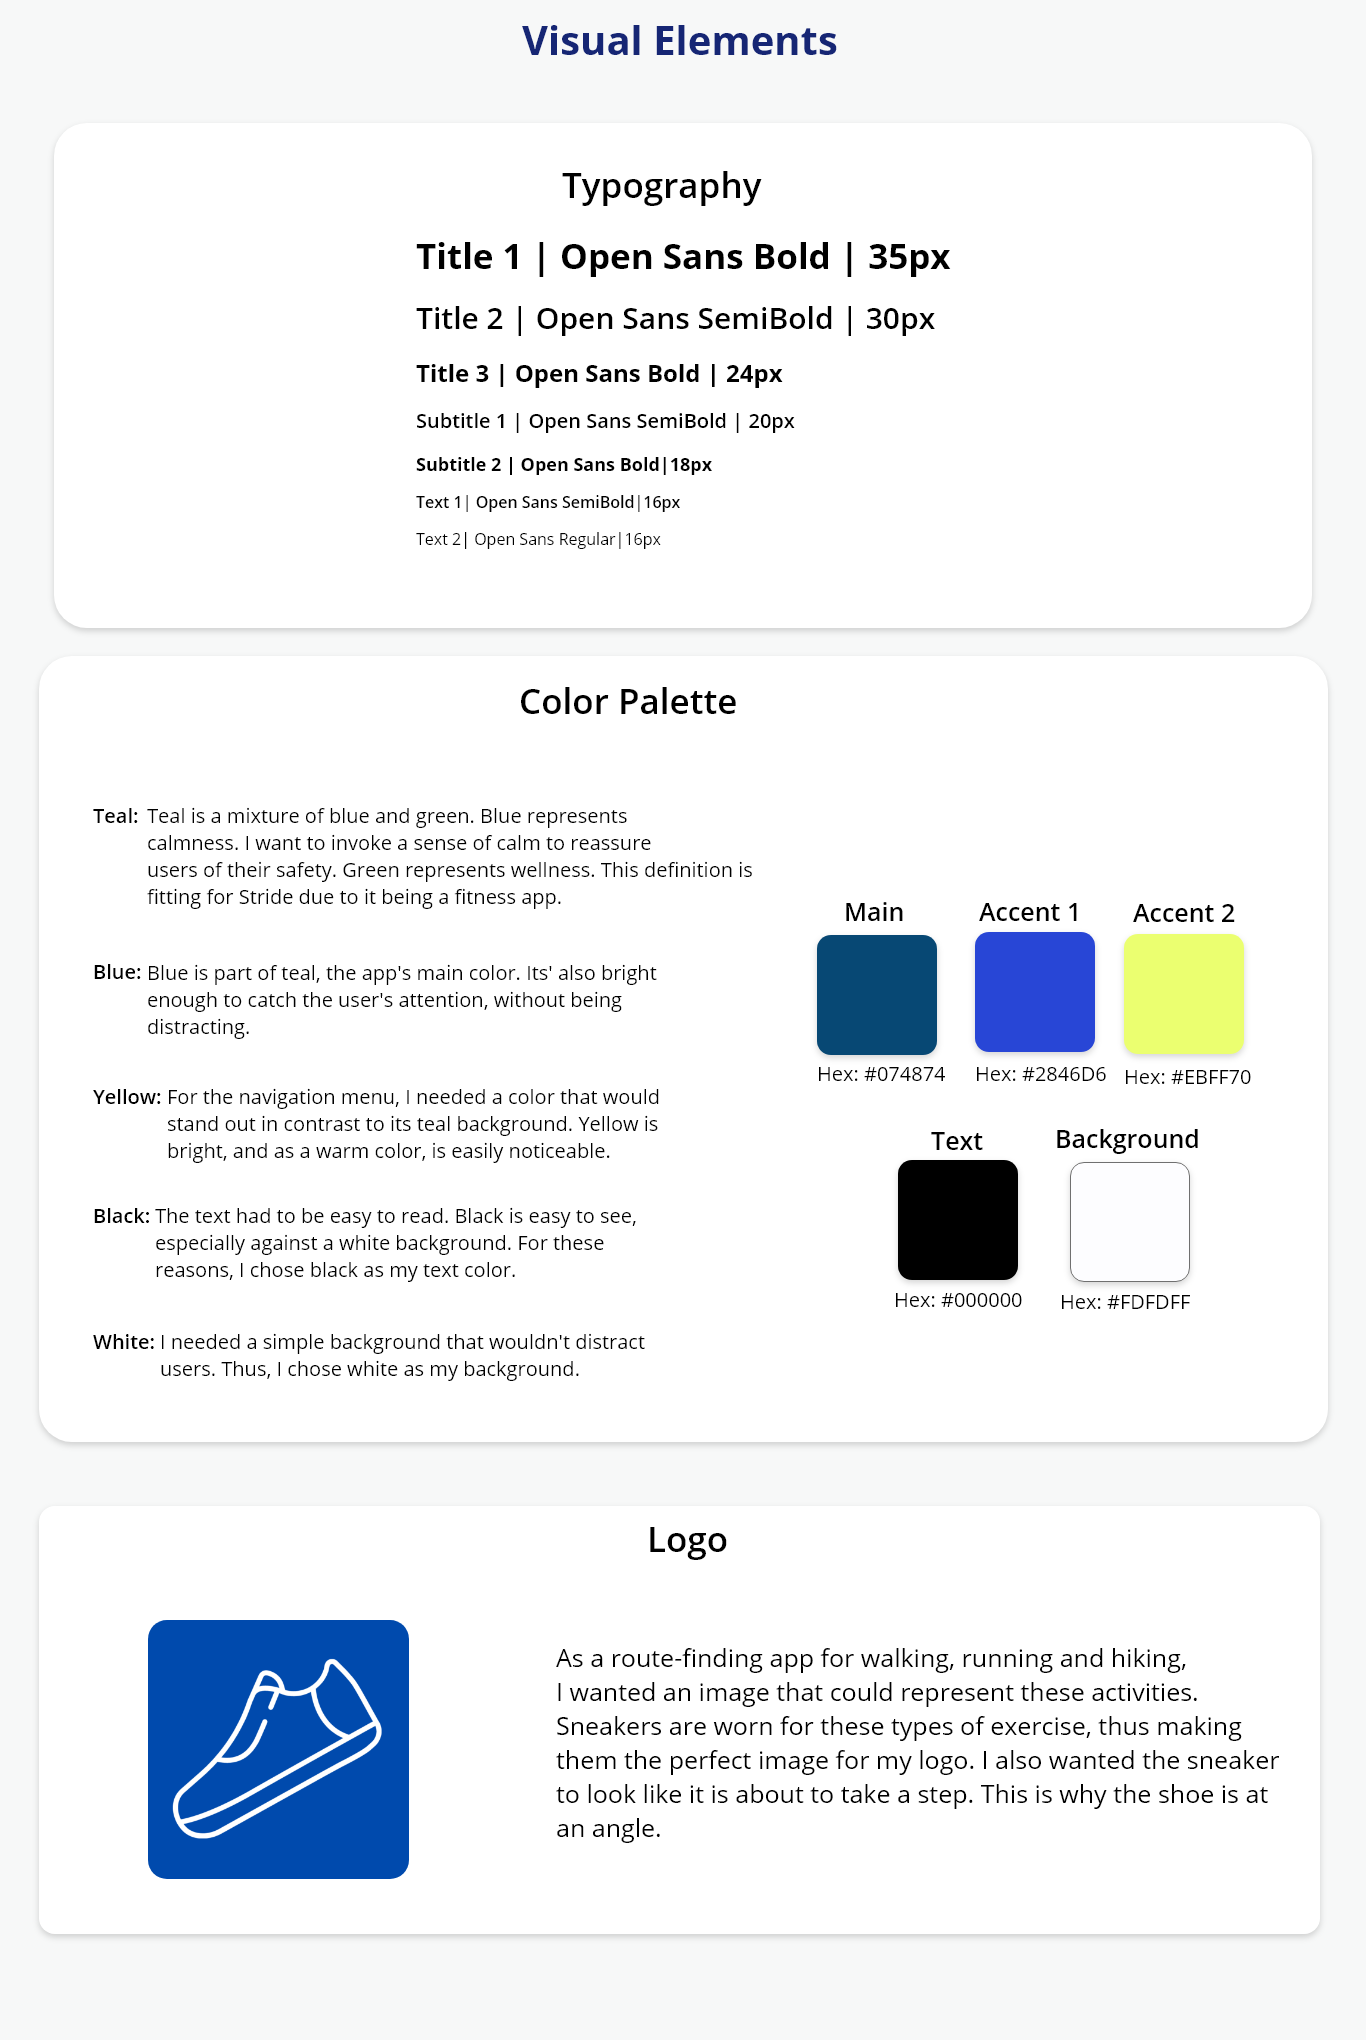 Visual Elements
Typography
Title 1 | Open Sans Bold | 35px
Title 2 | Open Sans SemiBold | 30px
Title 3 | Open Sans Bold | 24px
Subtitle 1 | Open Sans SemiBold | 20px
Subtitle 2 | Open Sans Bold|18px
Text 1| Open Sans SemiBold|16px
Text 2| Open Sans Regular|16px
Color Palette
Teal: Teal is a mixture of blue and green. Blue represents
calmness. I want to invoke a sense of calm to reassure
users of their safety. Green represents wellness. This definition is
fitting for Stride due to it being a fitness app.
Blue: Blue is part of teal, the app's main color. Its' also bright
enough to catch the user's attention, without being
distracting.
Yellow: For the navigation menu, I needed a color that would
stand out in contrast to its teal background. Yellow is
bright, and as a warm color, is easily noticeable.
Black: The text had to be easy to read. Black is easy to see,
especially against a white background. For these
reasons, I chose black as my text color.
White: I needed a simple background that wouldn't distract
users. Thus, I chose white as my background.
Main Accent 1 Accent 2
Hex: #074874 Hex: #2846D6 Hex: #EBFF70
Text Background
Hex: #000000 Hex: #FDFDFF
Logo
As a route-finding app for walking, running and hiking,
I wanted an image that could represent these activities.
Sneakers are worn for these types of exercise, thus making
them the perfect image for my logo. I also wanted the sneaker
to look like it is about to take a step. This is why the shoe is at
an angle.